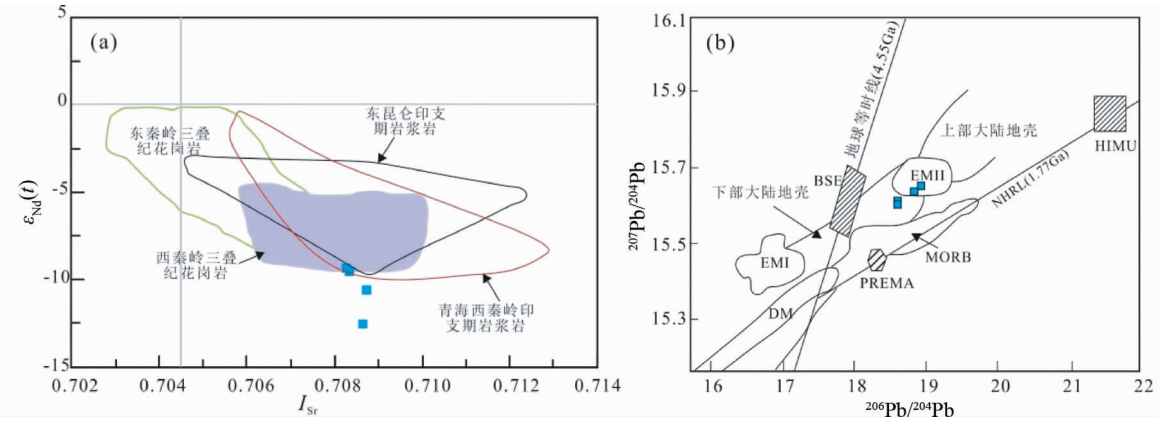 (a)
5
0
-5
-10
-15
εNd(t)
0.702
0.704
0.706
0.708
0.710
0.712
0.714
ISr
东秦岭三叠
纪花岗岩
东昆仑印支
期岩浆岩
西秦岭三叠
纪花岗岩
青海西秦岭印
支期岩浆岩
(b)
16.1
15.9
15.7
15.5
15.3
207Pb/204Pb
16
17
18
19
20
21
22
206Pb/204Pb
地球等时线(4.55Ga)
上部大陆地壳
HIMU
EMII
BSE
NHRL(1.77Ga)
下部大陆地壳
MORB
EMI
PREMA
DM